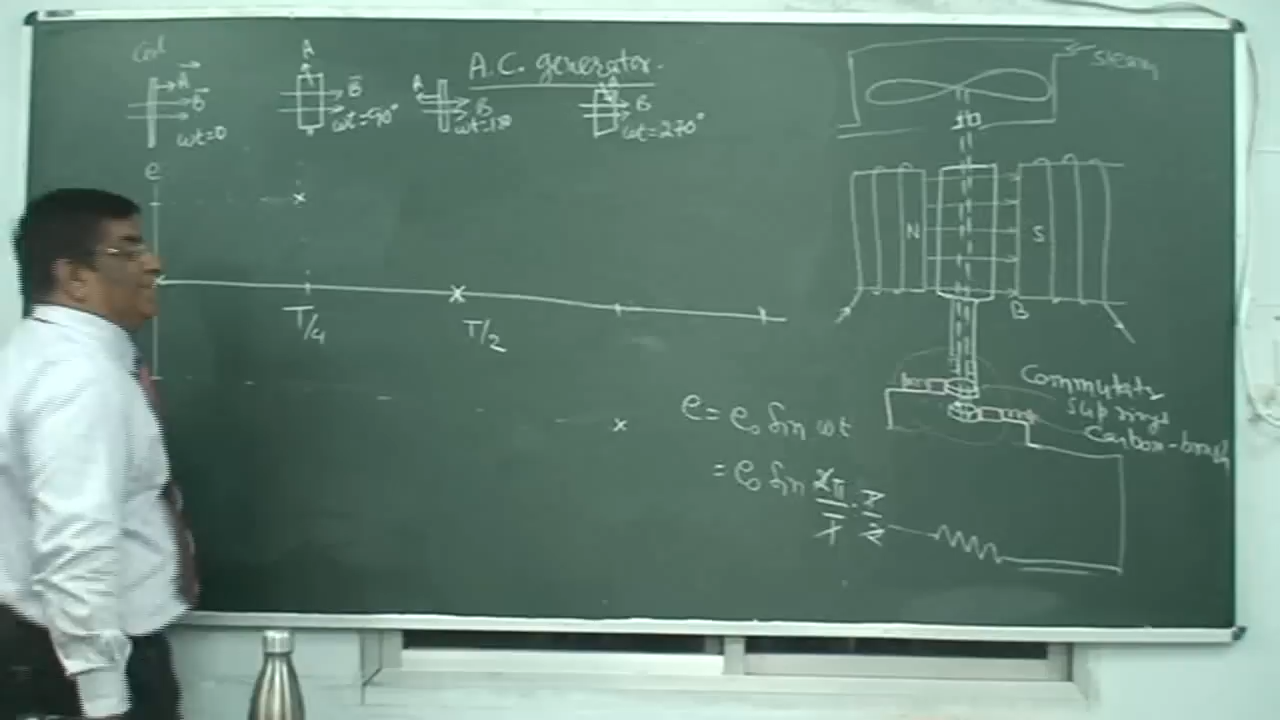 A.C. generator.
Coil
A
B
ωt=0
A
B
ωt=90°
A
B
ωt=180
A
B
ωt=270°
steam
e
T/4
T/2
N
S
B
Commutator
slip rings
Carbon-brush
e = e₀ sin ωt
= e₀ sin 2π/T · T/2